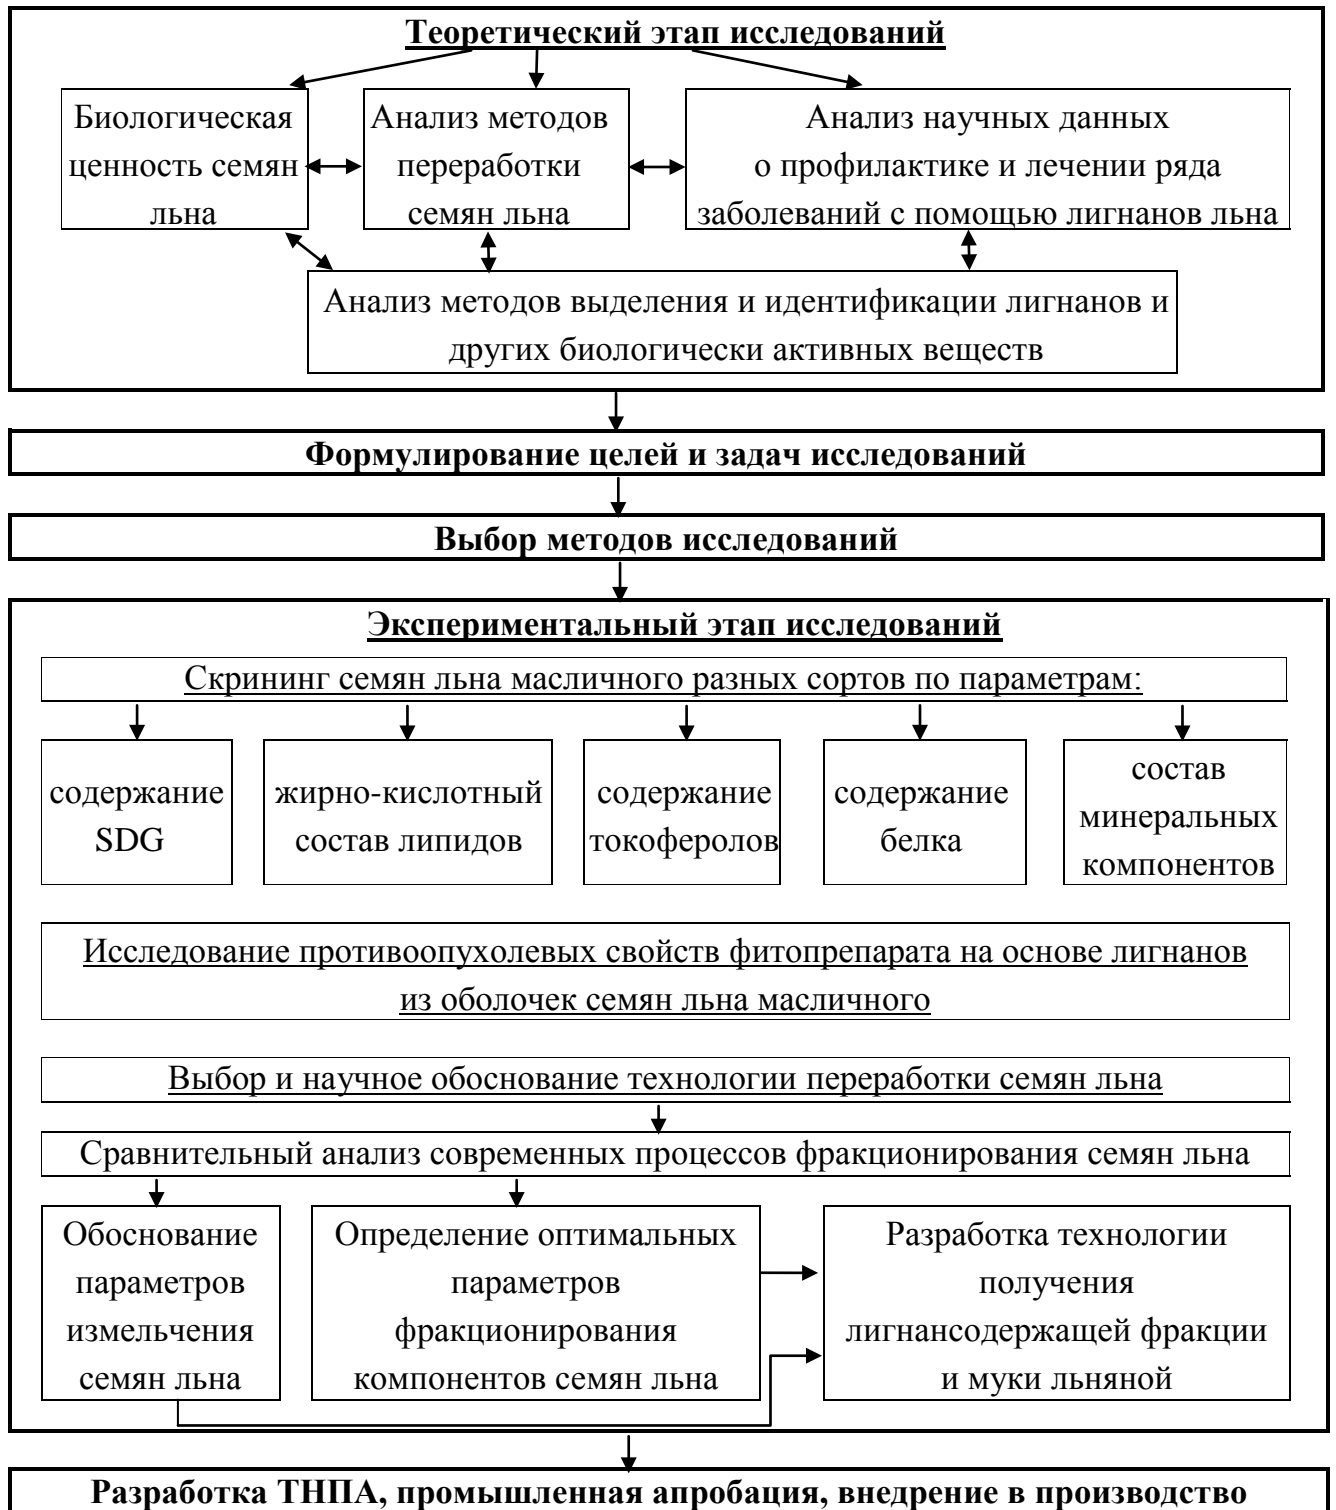 Теоретический этап исследований
Биологическая
ценность семян
льна
Анализ методов
переработки
семян льна
Анализ научных данных
о профилактике и лечении ряда
заболеваний с помощью лигнанов льна
Анализ методов выделения и идентификации лигнанов и
других биологически активных веществ
Формулирование целей и задач исследований
Выбор методов исследований
Экспериментальный этап исследований
Скрининг семян льна масличного разных сортов по параметрам:
содержание
SDG
жирно-кислотный
состав липидов
содержание
токоферолов
содержание
белка
состав
минеральных
компонентов
Исследование противоопухолевых свойств фитопрепарата на основе лигнанов
из оболочек семян льна масличного
Выбор и научное обоснование технологии переработки семян льна
Сравнительный анализ современных процессов фракционирования семян льна
Обоснование
параметров
измельчения
семян льна
Определение оптимальных
параметров
фракционирования
компонентов семян льна
Разработка технологии
получения
лигнансодержащей фракции
и муки льняной
Разработка ТНПА, промышленная апробация, внедрение в производство